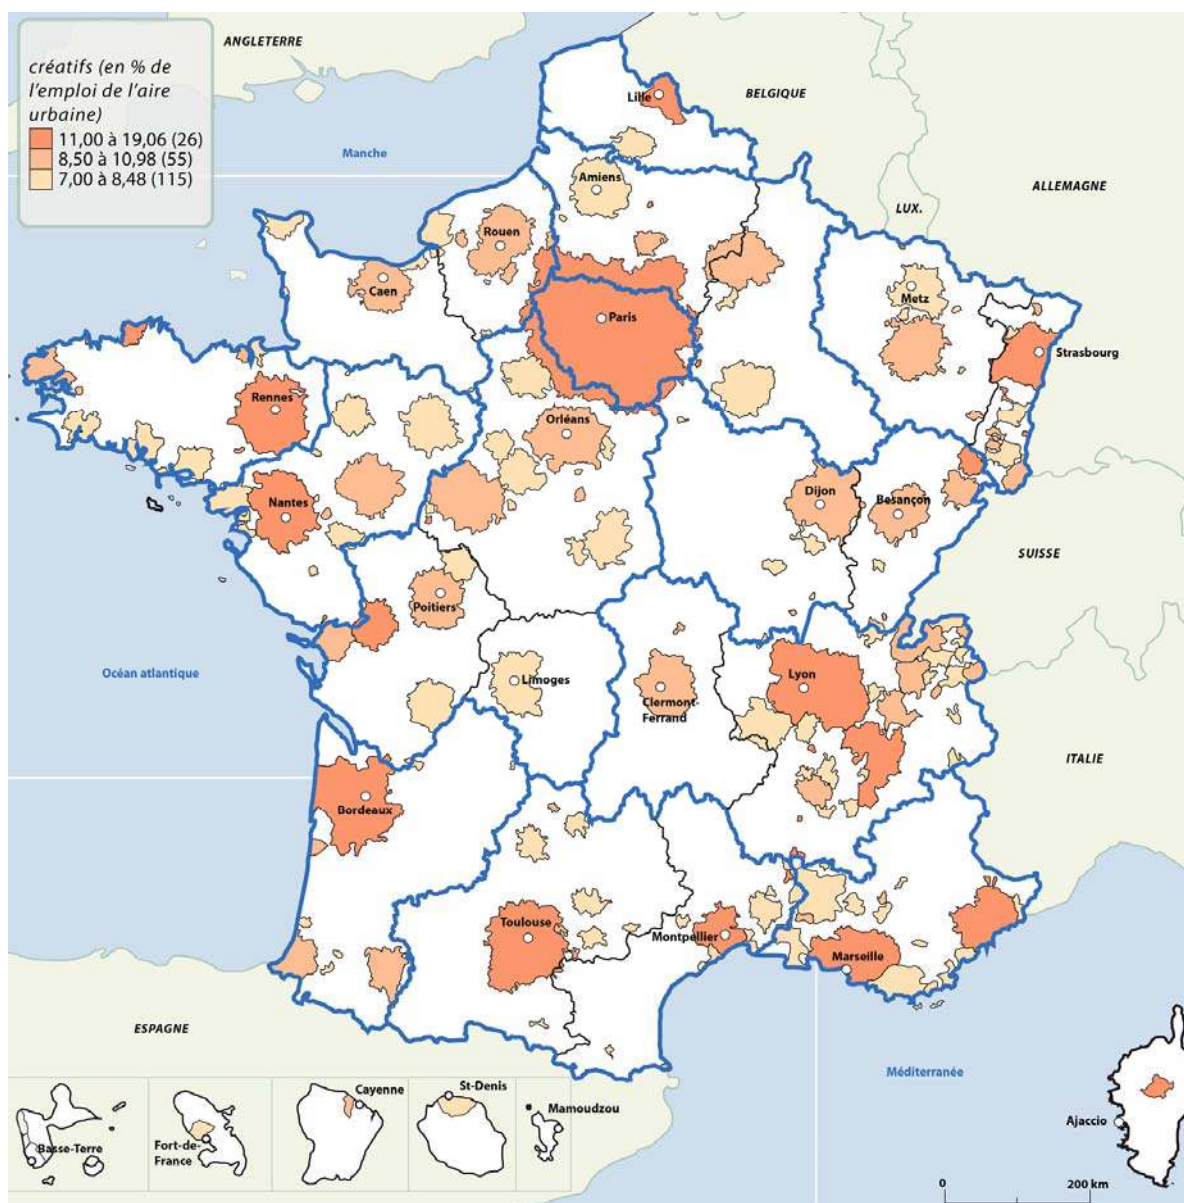 créatifs (en % de
l'emploi de l'aire
urbaine)
11,00 à 19,06 (26)
8,50 à 10,98 (55)
7,00 à 8,48 (115)
ANGLETERRE
BELGIQUE
Lille
Manche
Amiens
ALLEMAGNE
LUX.
Rouen
Caen
Metz
Paris
Strasbourg
Rennes
Orléans
Nantes
Dijon
Besançon
SUISSE
Poitiers
Océan atlantique
Limoges
Lyon
Clermont-
Ferrand
ITALIE
Bordeaux
Toulouse
Montpellier
Marseille
ESPAGNE
Méditerranée
Cayenne
St-Denis
Mamoudzou
Ajaccio
Basse-Terre
Fort-de-
France
0
200 km